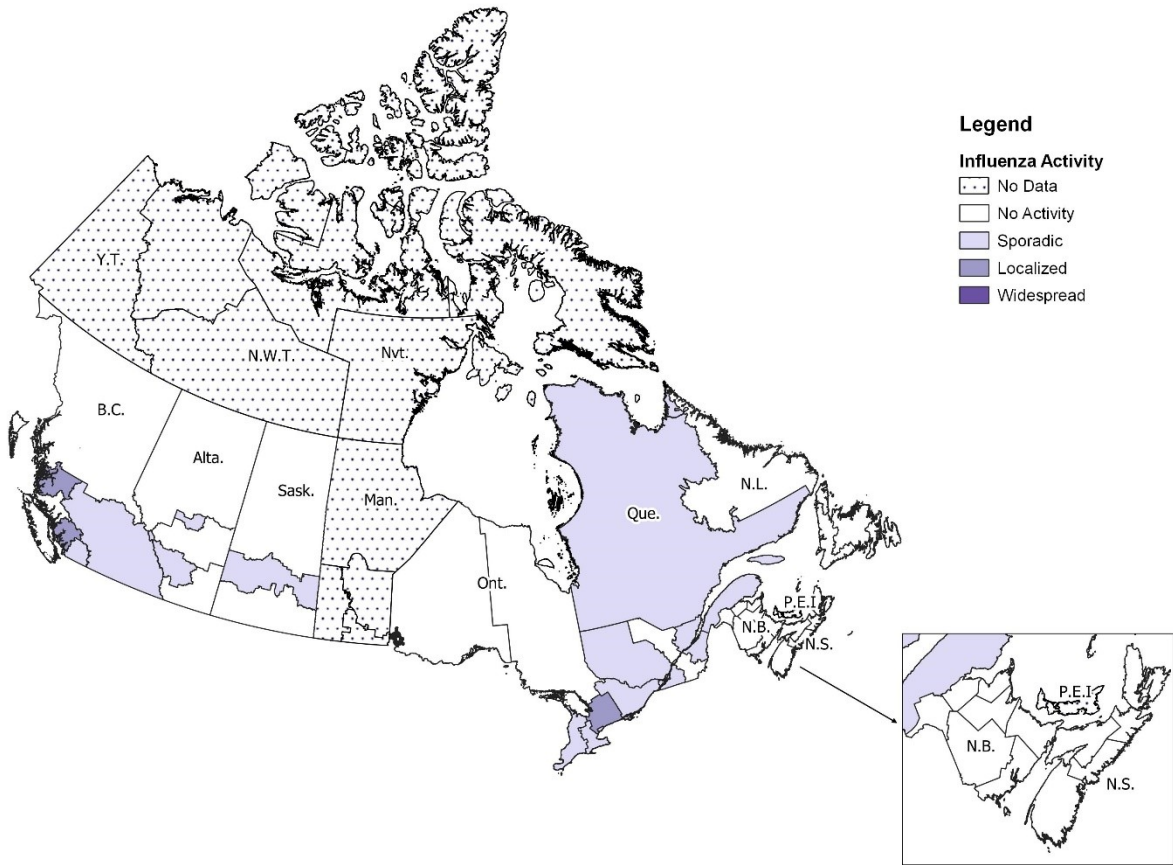 Legend
Influenza Activity
No Data
No Activity
Sporadic
Localized
Widespread
Y.T.
N.W.T.
Nvt.
B.C.
Alta.
Sask.
Man.
Ont.
Que.
N.L.
P.E.I
N.B.
N.S.
P.E.I
N.B.
N.S.